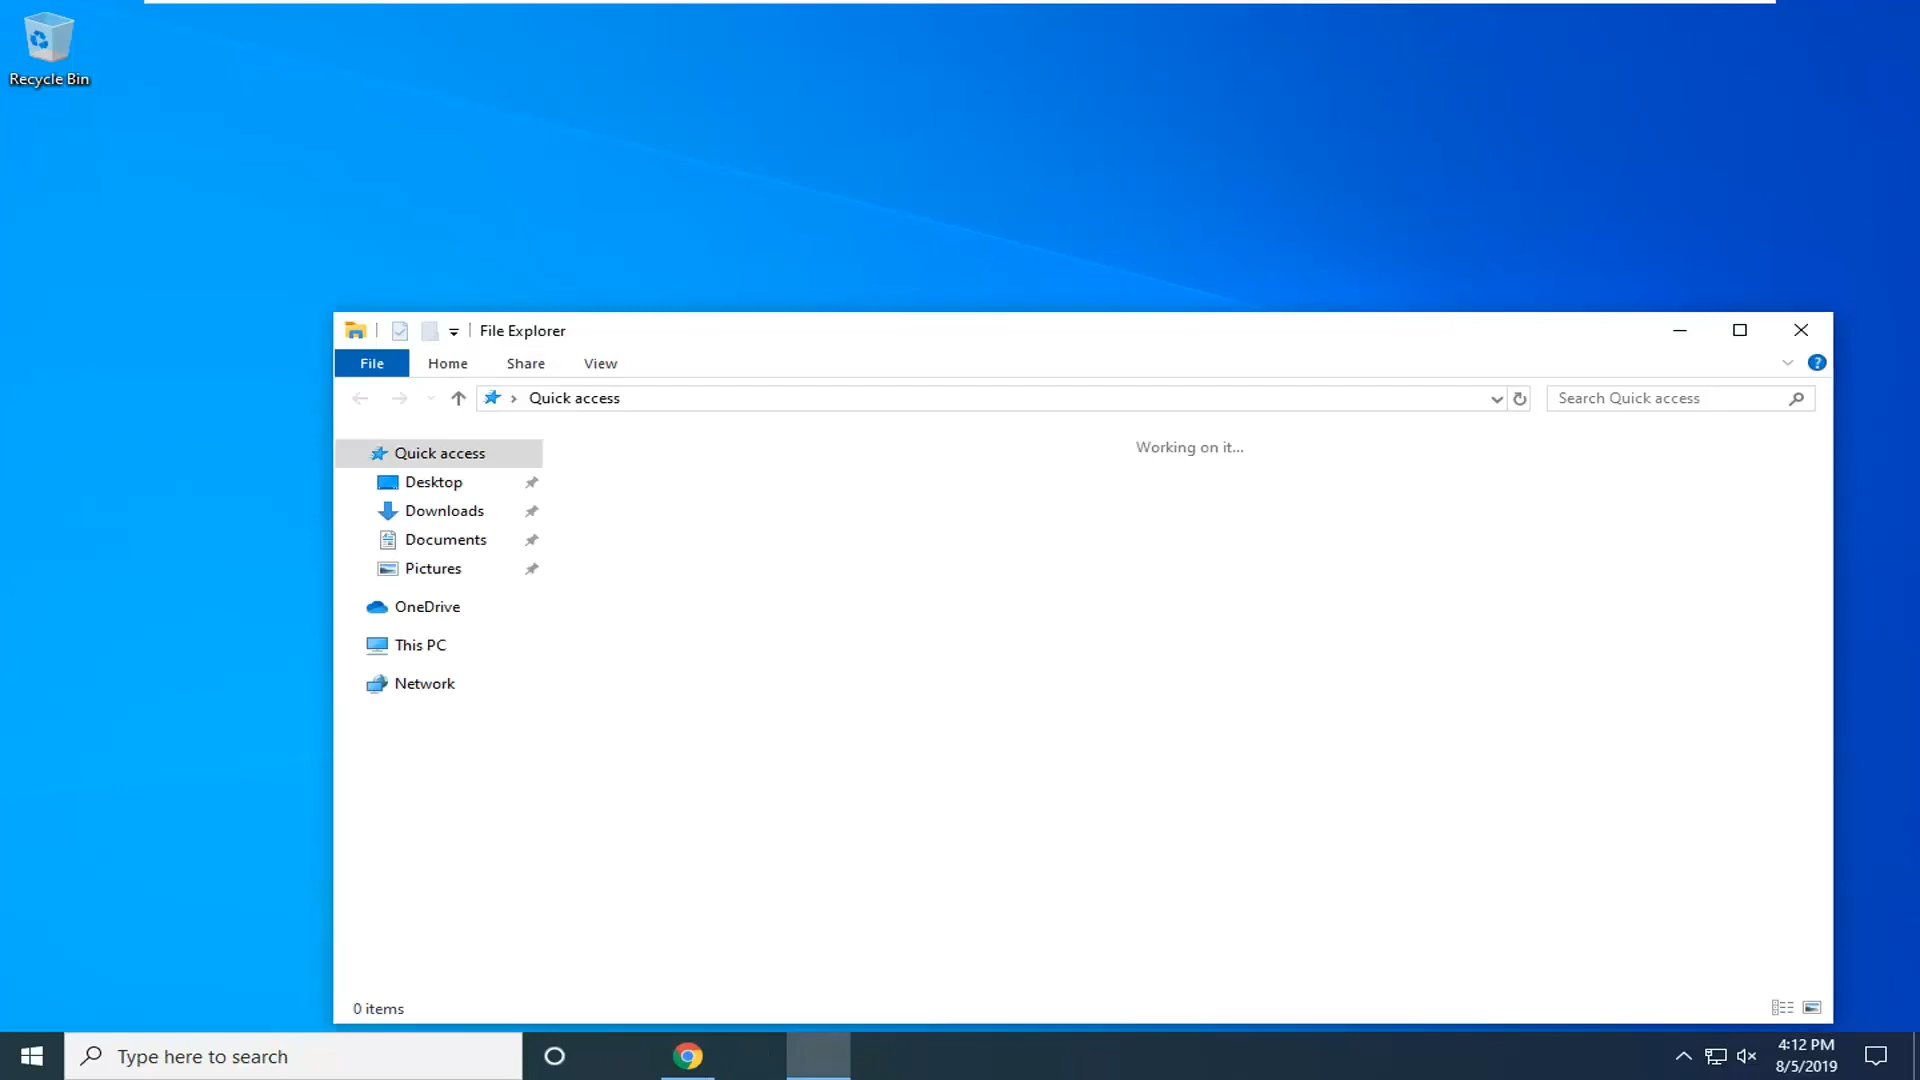 Recycle Bin
File Explorer
File Home Share View
Quick access
Search Quick access
Working on it...
Quick access
Desktop
Downloads
Documents
Pictures
OneDrive
This PC
Network
0 items
Type here to search
4:12 PM
8/5/2019